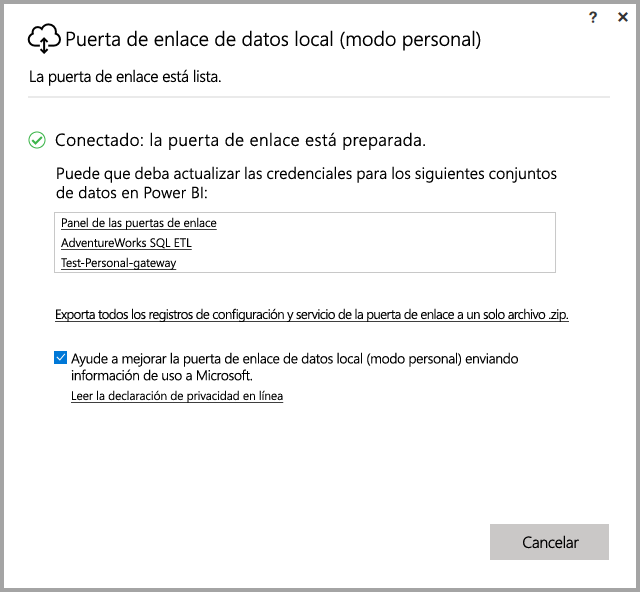 ? ×
Puerta de enlace de datos local (modo personal)
La puerta de enlace está lista.
Conectado: la puerta de enlace está preparada.
Puede que deba actualizar las credenciales para los siguientes conjuntos
de datos en Power BI:
Panel de las puertas de enlace
AdventureWorks SQL ETL
Test-Personal-gateway
Exporta todos los registros de configuración y servicio de la puerta de enlace a un solo archivo .zip.
Ayude a mejorar la puerta de enlace de datos local (modo personal) enviando
información de uso a Microsoft.
Leer la declaración de privacidad en línea
Cancelar